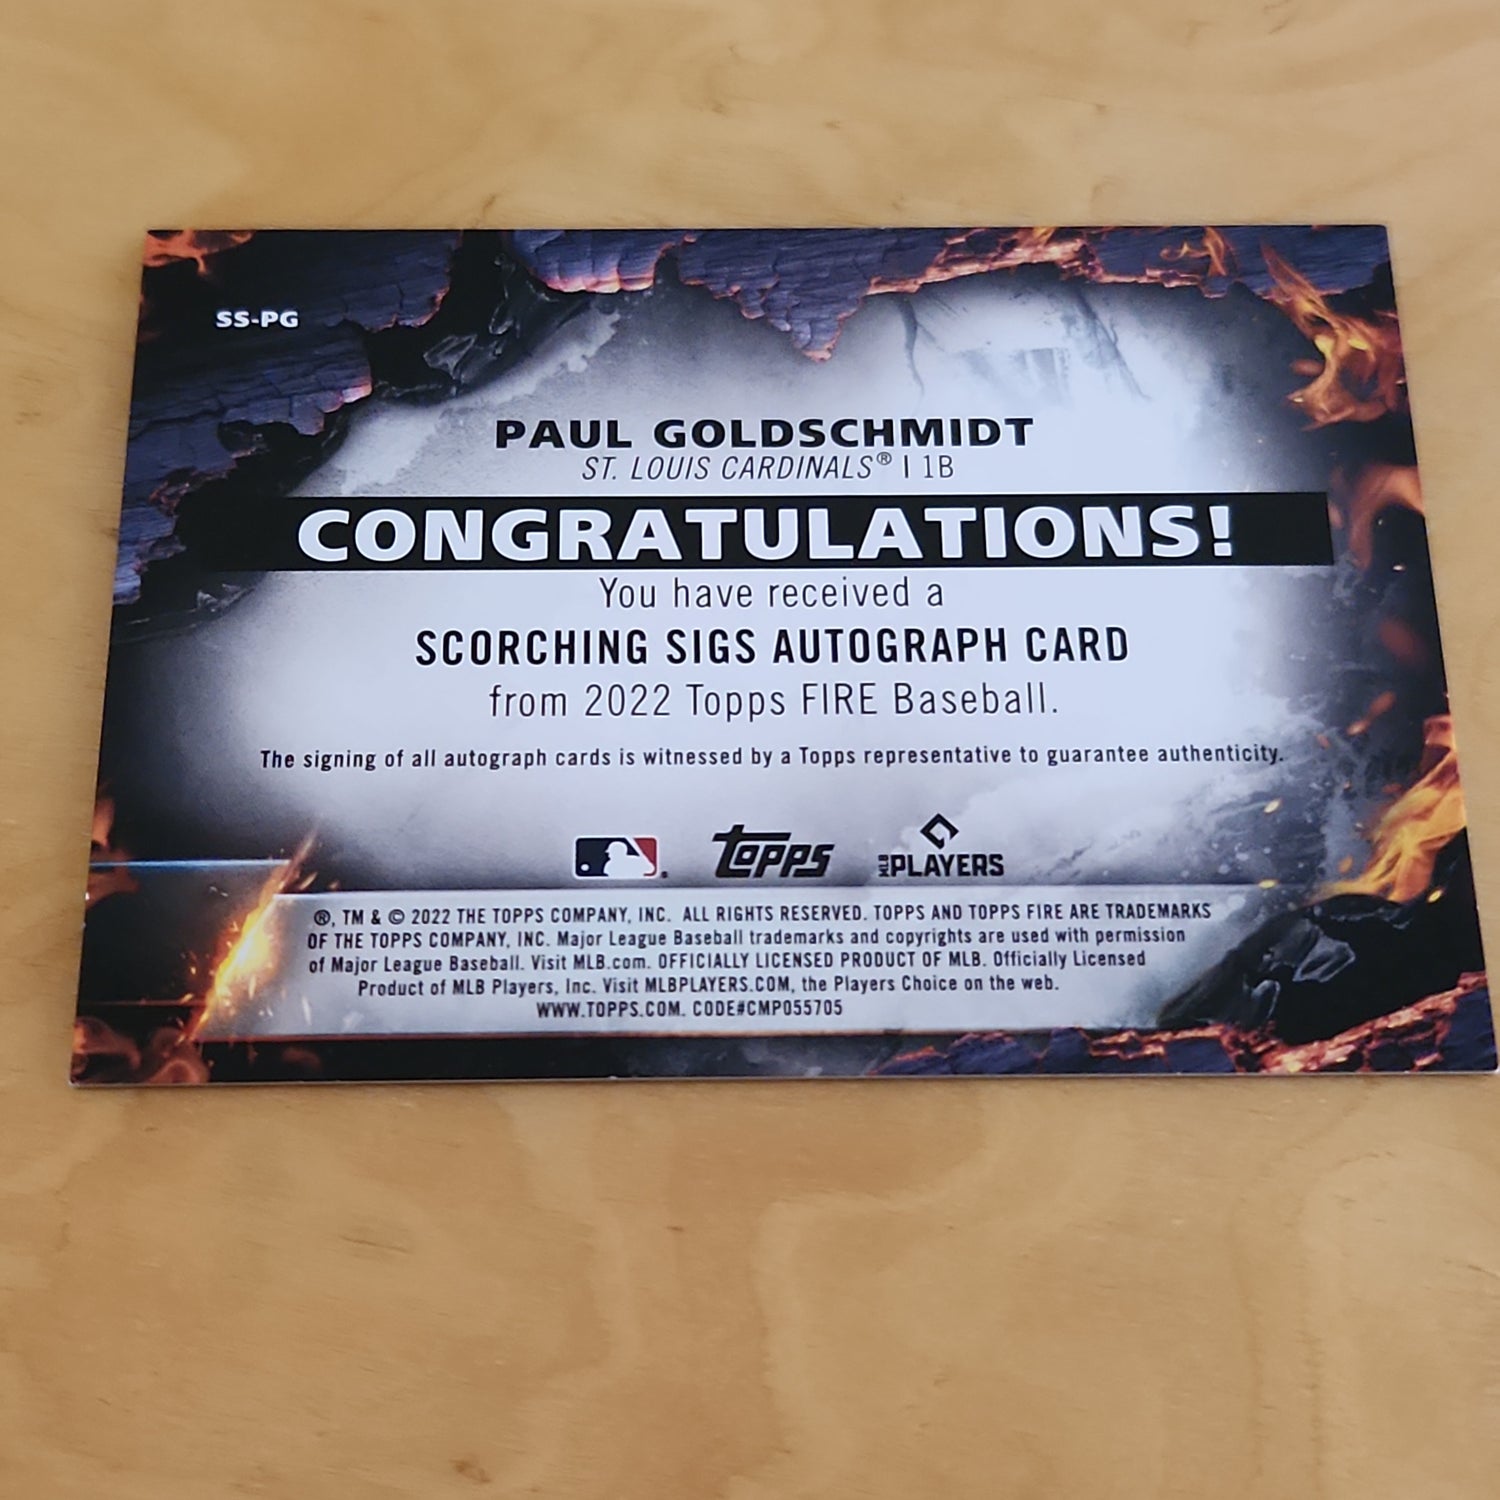 SS-PG
PAUL GOLDSCHMIDT
ST. LOUIS CARDINALS® | 1B
CONGRATULATIONS!
You have received a
SCORCHING SIGS AUTOGRAPH CARD
from 2022 Topps FIRE Baseball.
The signing of all autograph cards is witnessed by a Topps representative to guarantee authenticity.
Topps
MLB PLAYERS
®, TM & © 2022 THE TOPPS COMPANY, INC. ALL RIGHTS RESERVED. TOPPS AND TOPPS FIRE ARE TRADEMARKS
OF THE TOPPS COMPANY, INC. Major League Baseball trademarks and copyrights are used with permission
of Major League Baseball. Visit MLB.com. OFFICIALLY LICENSED PRODUCT OF MLB. Officially Licensed
Product of MLB Players, Inc. Visit MLBPLAYERS.COM, the Players Choice on the web.
WWW.TOPPS.COM. CODE#CMP055705